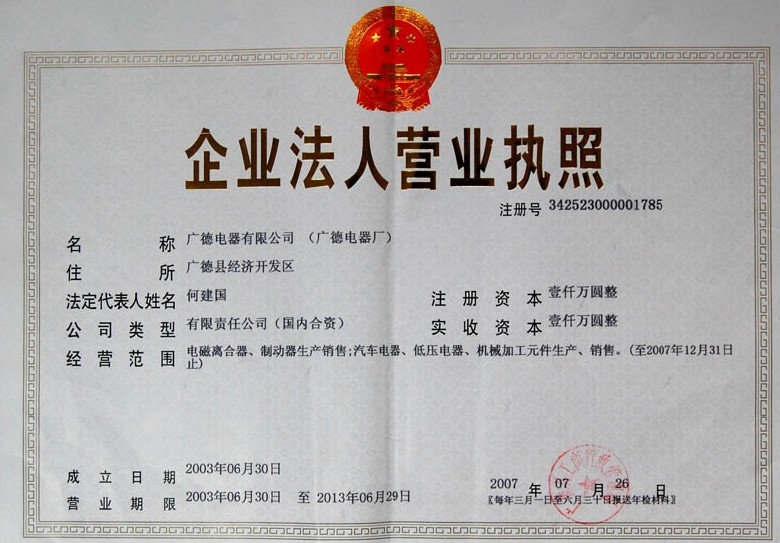 企业法人营业执照
注册号 342523000001785
名 称 广德电器有限公司 （广德电器厂）
住 所 广德县经济开发区
法定代表人姓名 何建国
注 册 资 本 壹仟万圆整
公 司 类 型 有限责任公司（国内合资）
实 收 资 本 壹仟万圆整
经 营 范 围 电磁离合器、制动器生产销售;汽车电器、低压电器、机械加工元件生产、销售。(至2007年12月31日
止)
成 立 日 期 2003年06月30日
营 业 期 限 2003年06月30日 至 2013年06月29日
2007 年 07 月 26 日
〖每年三月一日至六月三十日报送年检材料〗